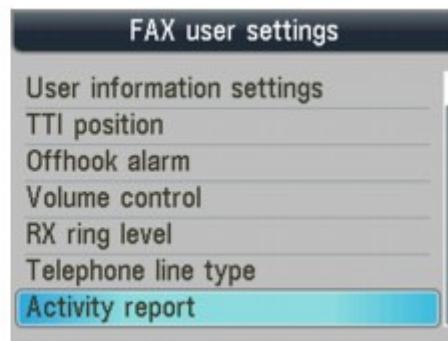 FAX user settings
User information settings
TTI position
Offhook alarm
Volume control
RX ring level
Telephone line type
Activity report